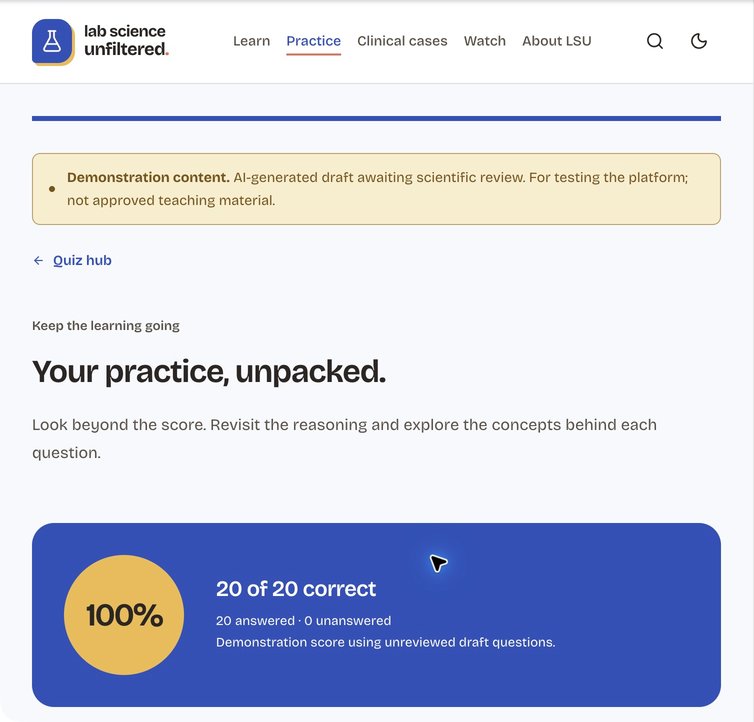 lab science
unfiltered.
Learn
Practice
Clinical cases
Watch
About LSU
Demonstration content. AI-generated draft awaiting scientific review. For testing the platform;
not approved teaching material.
← Quiz hub
Keep the learning going
Your practice, unpacked.
Look beyond the score. Revisit the reasoning and explore the concepts behind each
question.
100%
20 of 20 correct
20 answered · 0 unanswered
Demonstration score using unreviewed draft questions.